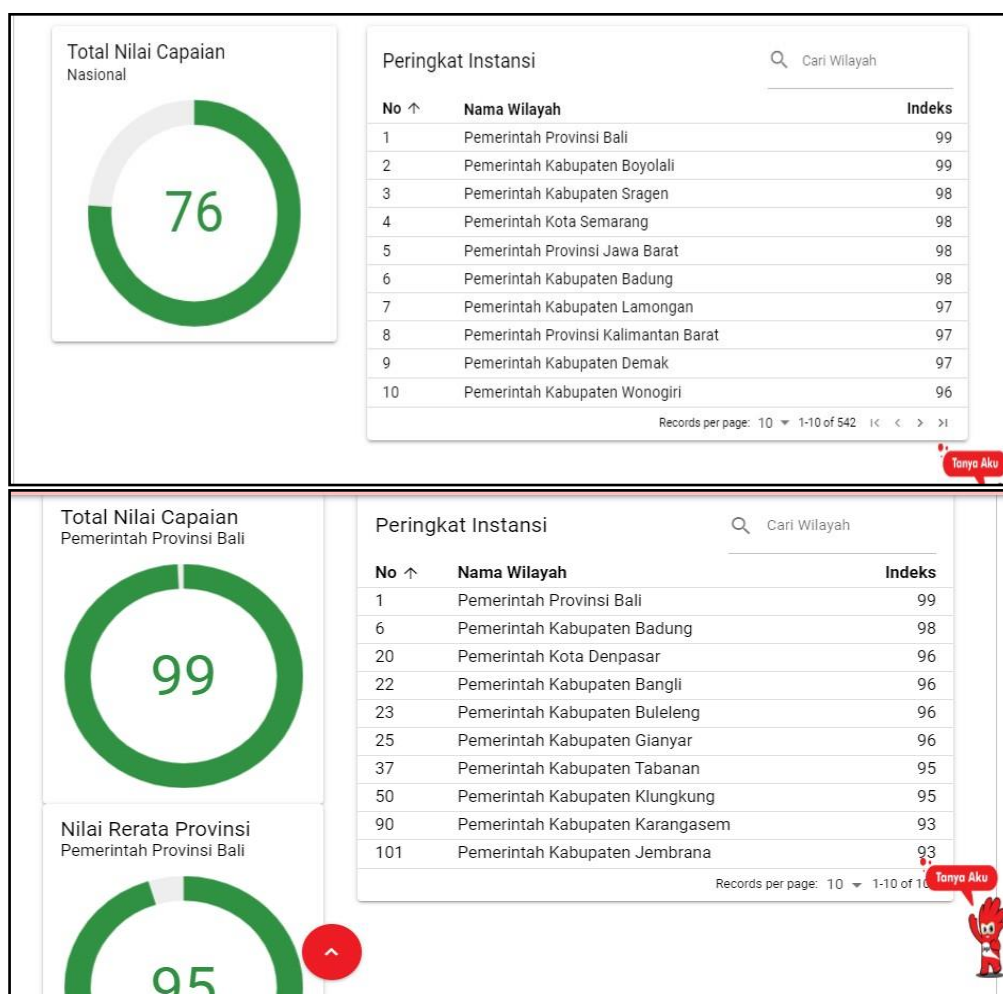 Total Nilai Capaian
Nasional
76
Peringkat Instansi
Cari Wilayah
No ↑ Nama Wilayah Indeks
1 Pemerintah Provinsi Bali 99
2 Pemerintah Kabupaten Boyolali 99
3 Pemerintah Kabupaten Sragen 98
4 Pemerintah Kota Semarang 98
5 Pemerintah Provinsi Jawa Barat 98
6 Pemerintah Kabupaten Badung 98
7 Pemerintah Kabupaten Lamongan 97
8 Pemerintah Provinsi Kalimantan Barat 97
9 Pemerintah Kabupaten Demak 97
10 Pemerintah Kabupaten Wonogiri 96
Records per page: 10 1-10 of 542
Tanya Aku
Total Nilai Capaian
Pemerintah Provinsi Bali
99
Peringkat Instansi
Cari Wilayah
No ↑ Nama Wilayah Indeks
1 Pemerintah Provinsi Bali 99
6 Pemerintah Kabupaten Badung 98
20 Pemerintah Kota Denpasar 96
22 Pemerintah Kabupaten Bangli 96
23 Pemerintah Kabupaten Buleleng 96
25 Pemerintah Kabupaten Gianyar 96
37 Pemerintah Kabupaten Tabanan 95
50 Pemerintah Kabupaten Klungkung 95
90 Pemerintah Kabupaten Karangasem 93
101 Pemerintah Kabupaten Jembrana 93
Records per page: 10 1-10 of
Tanya Aku
Nilai Rerata Provinsi
Pemerintah Provinsi Bali
95